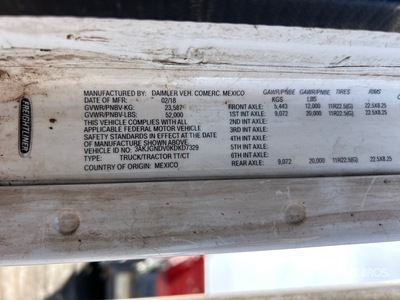 FREIGHTLINER
MANUFACTURED BY: DAIMLER VEH. COMERC. MEXICO
DATE OF MFR: 02/18
GVWR/PNBV-KG: 23,587
GVWR/PNBV-LBS: 52,000
THIS VEHICLE COMPLIES WITH ALL
APPLICABLE FEDERAL MOTOR VEHICLE
SAFETY STANDARDS IN EFFECT AT THE DATE
OF MANUFACTURE SHOWN ABOVE.
VEHICLE ID NO: 3AKJGNDV0KDKD7329
TYPE: TRUCK/TRACTOR TT/CT
COUNTRY OF ORIGIN: MEXICO
GAWR/PNBE KGS GAWR/PNBE LBS TIRES RIMS
FRONT AXLE: 5,443 12,000 11R22.5(G) 22.5X8.25
1ST INT AXLE: 9,072 20,000 11R22.5(G) 22.5X8.25
2ND INT AXLE:
3RD INT AXLE:
4TH INT AXLE:
5TH INT AXLE:
6TH INT AXLE:
REAR AXLE: 9,072 20,000 11R22.5(G) 22.5X8.25